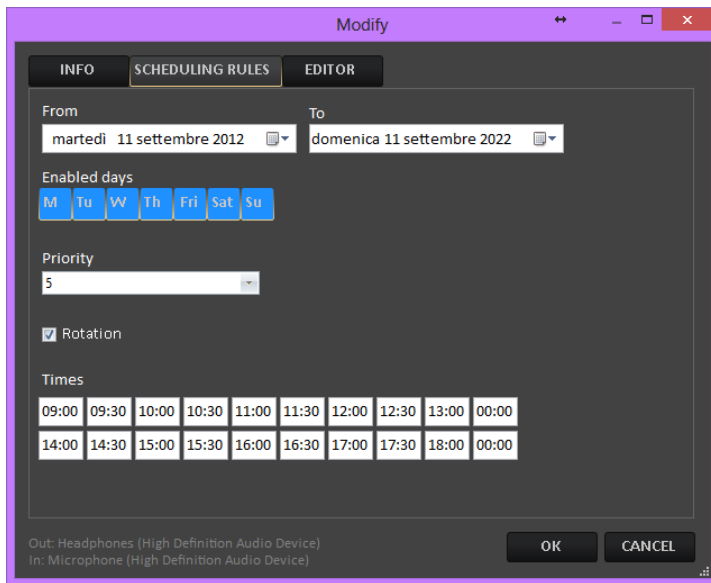 Modify
INFO SCHEDULING RULES EDITOR
From To
martedì 11 settembre 2012 domenica 11 settembre 2022
Enabled days
M Tu W Th Fri Sat Su
Priority
5
Rotation
Times
09:00 09:30 10:00 10:30 11:00 11:30 12:00 12:30 13:00 00:00
14:00 14:30 15:00 15:30 16:00 16:30 17:00 17:30 18:00 00:00
Out: Headphones (High Definition Audio Device)
In: Microphone (High Definition Audio Device)
OK CANCEL